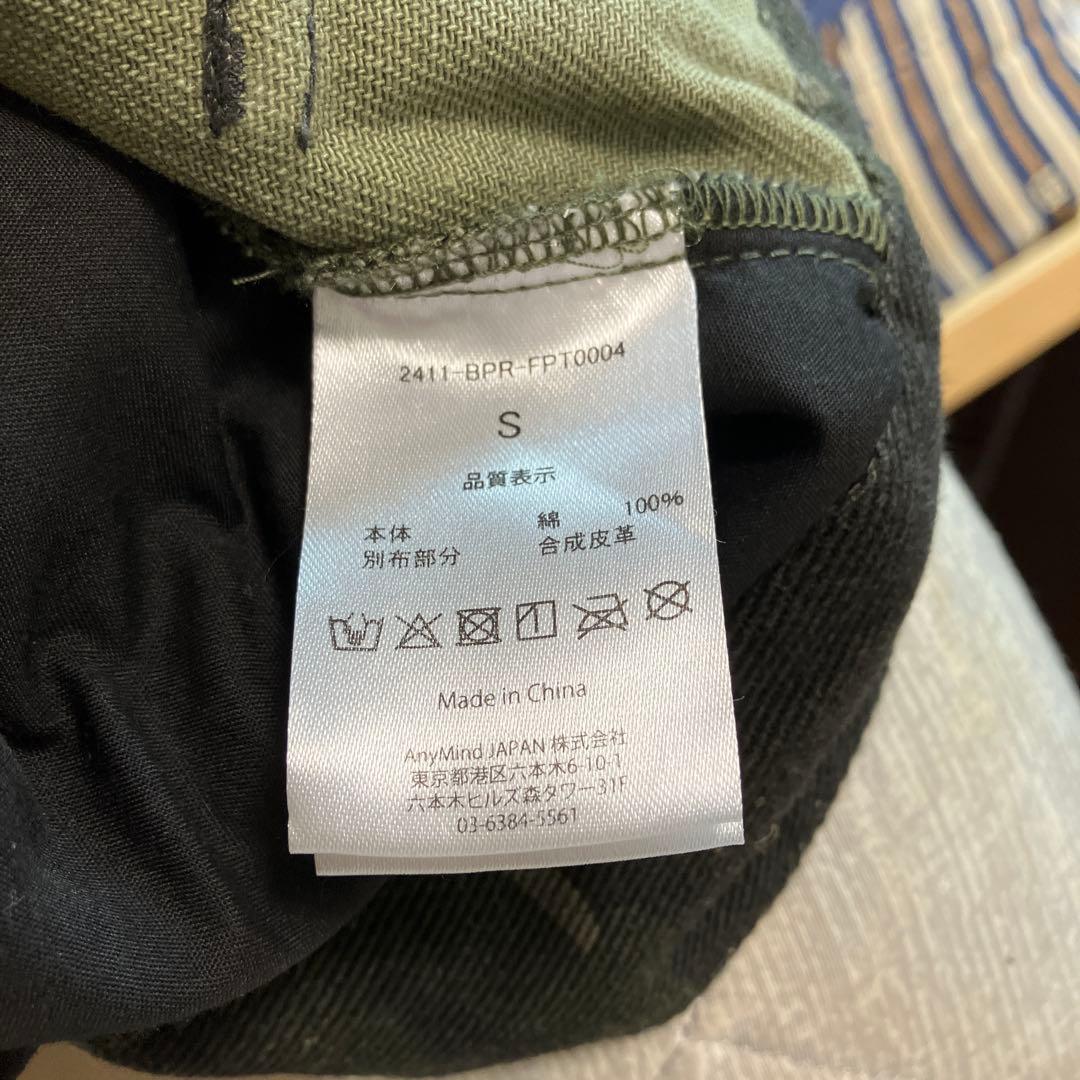 2411-BPR-FPT0004
S
品質表示
本体 綿 100%
別布部分 合成皮革
Made in China
AnyMind JAPAN 株式会社
東京都港区六本木6-10-1
六本木ヒルズ森タワー31F
03-6384-5561